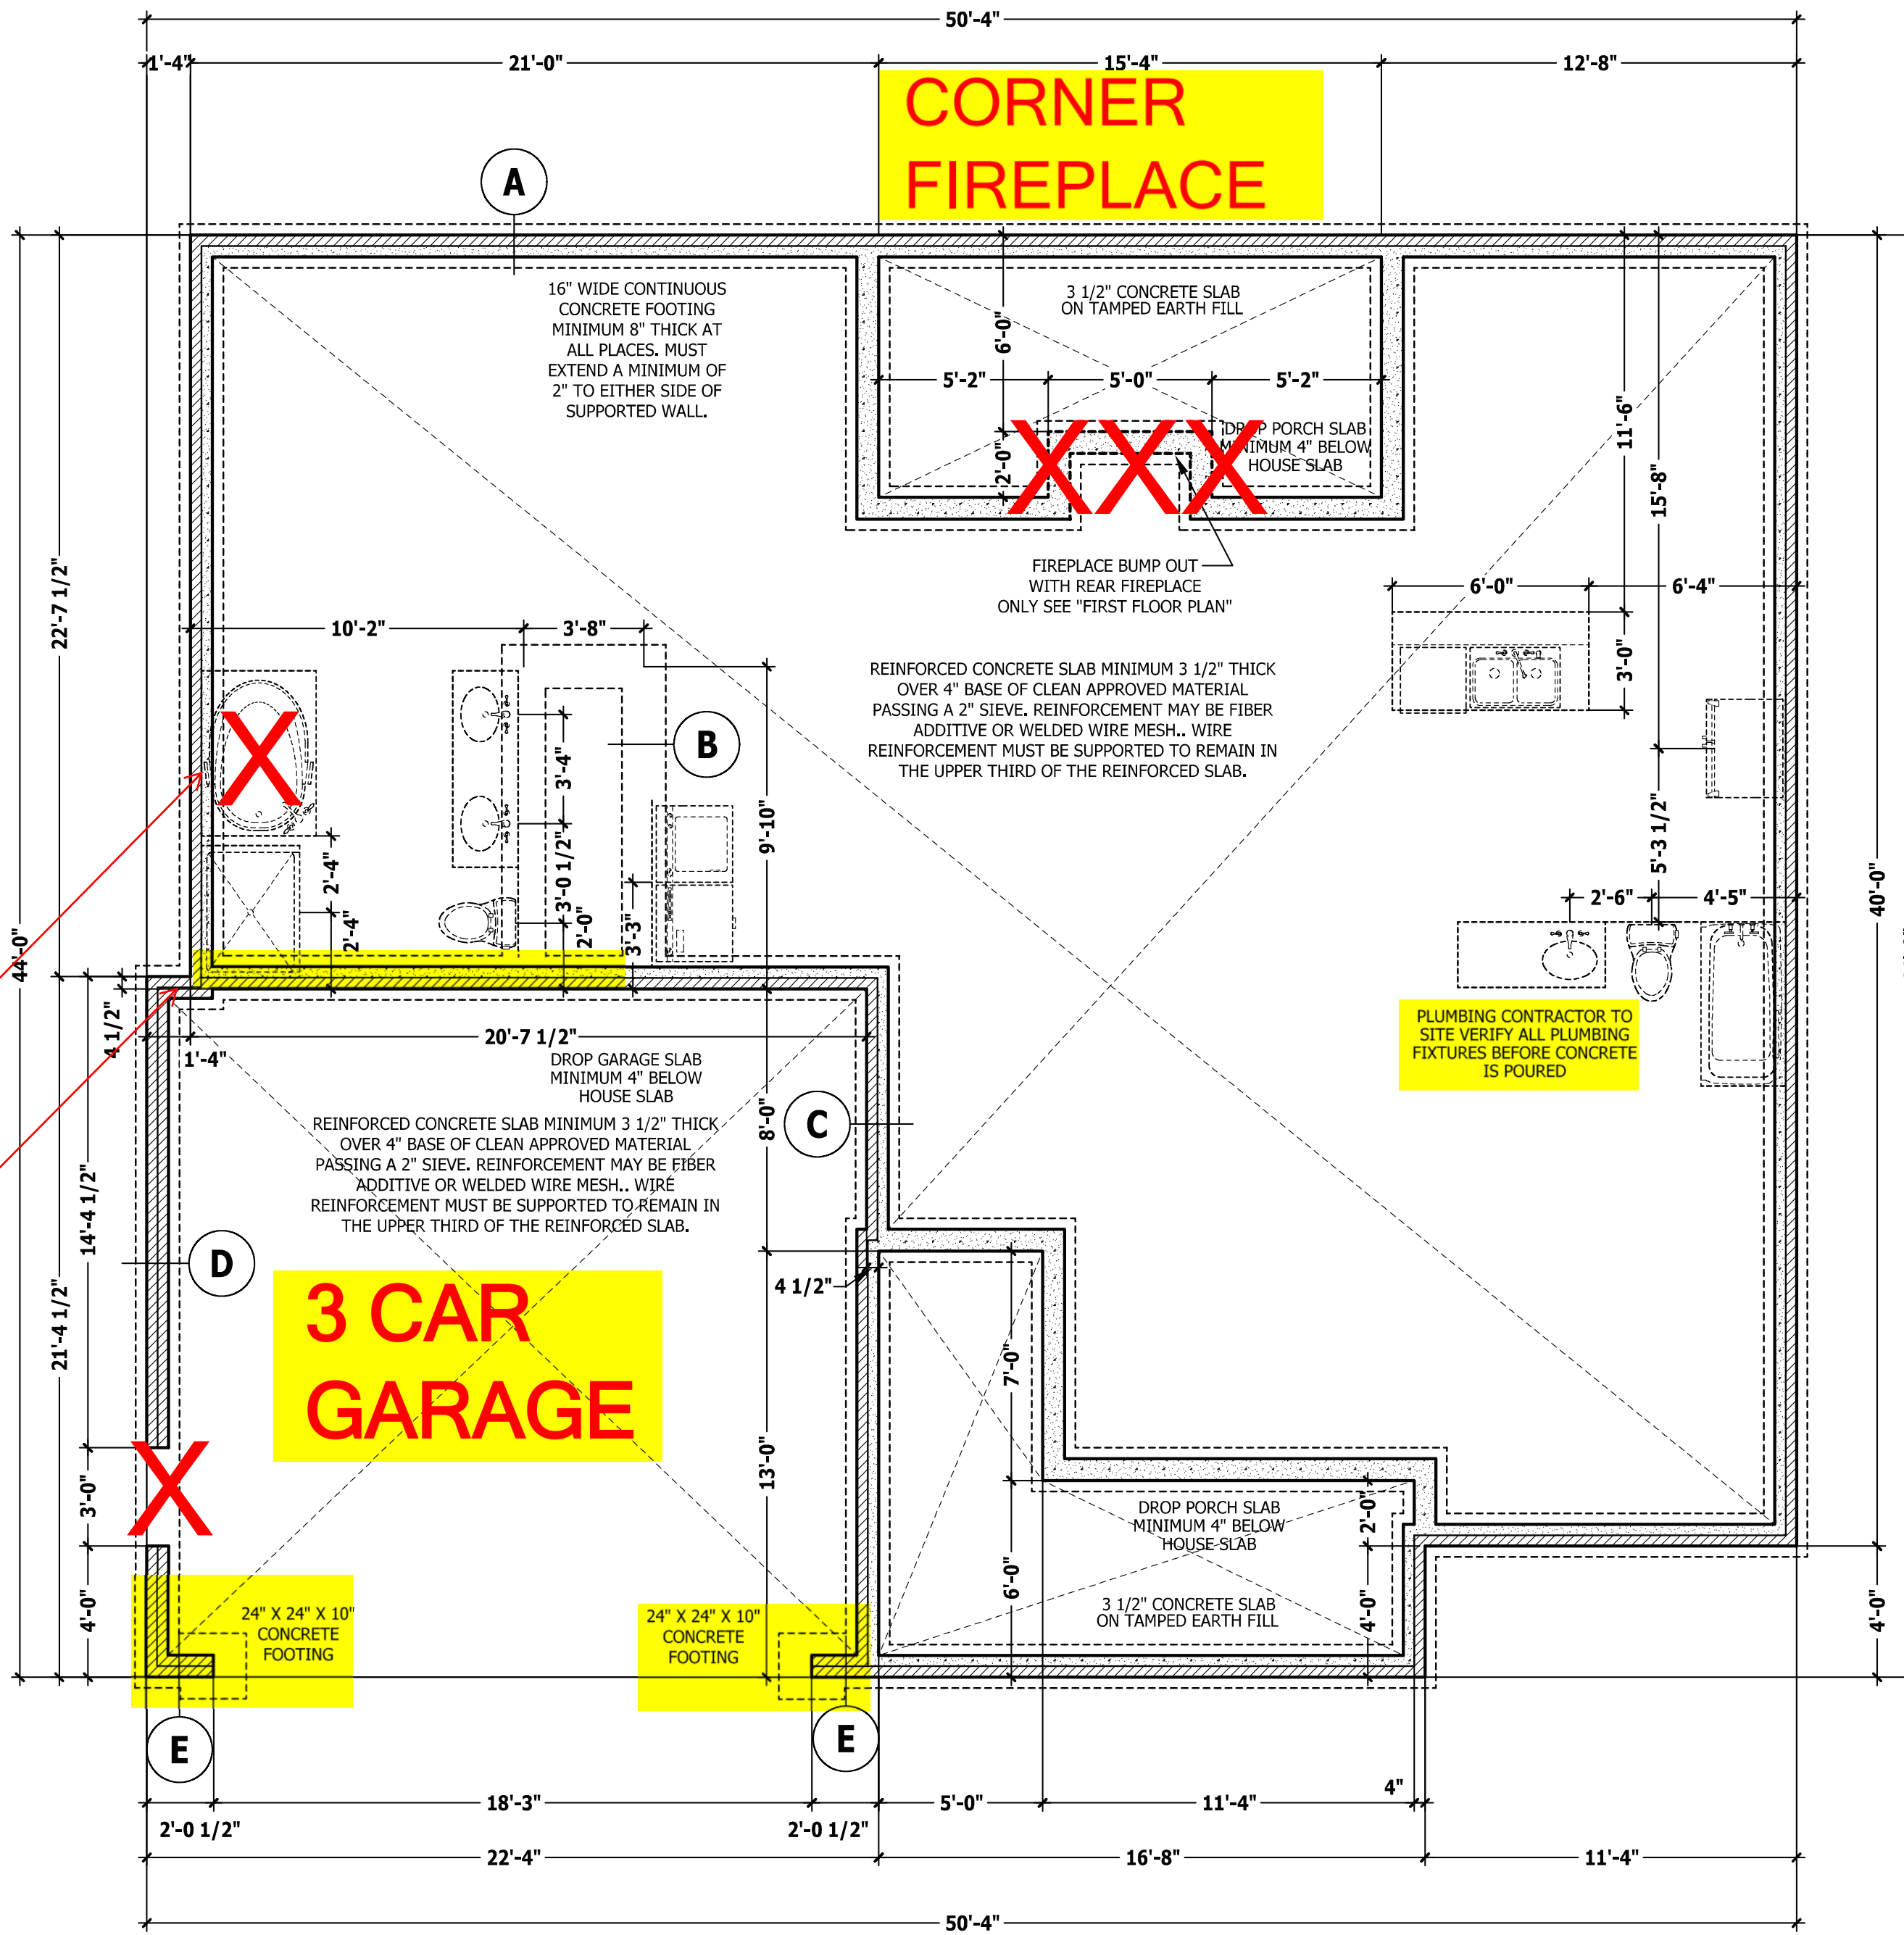 50'-4"
1'-4" 21'-0" 15'-4" 12'-8"
CORNER
FIREPLACE
A
16" WIDE CONTINUOUS
CONCRETE FOOTING
MINIMUM 8" THICK AT
ALL PLACES. MUST
EXTEND A MINIMUM OF
2" TO EITHER SIDE OF
SUPPORTED WALL.
3 1/2" CONCRETE SLAB
ON TAMPED EARTH FILL
6'-0"
5'-2" 5'-0" 5'-2"
2'-0"
XXX
DROP PORCH SLAB
MINIMUM 4" BELOW
HOUSE SLAB
11'-6"
15'-8"
FIREPLACE BUMP OUT
WITH REAR FIREPLACE
ONLY SEE "FIRST FLOOR PLAN"
6'-0" 6'-4"
3'-0"
22'-7 1/2"
44'-0"
40'-0"
10'-2" 3'-8"
REINFORCED CONCRETE SLAB MINIMUM 3 1/2" THICK
OVER 4" BASE OF CLEAN APPROVED MATERIAL
PASSING A 2" SIEVE. REINFORCEMENT MAY BE FIBER
ADDITIVE OR WELDED WIRE MESH.. WIRE
REINFORCEMENT MUST BE SUPPORTED TO REMAIN IN
THE UPPER THIRD OF THE REINFORCED SLAB.
X
B
3'-4"
9'-10"
5'-3 1/2"
2'-4"
3'-0 1/2"
2'-4"
2'-0"
3'-3"
2'-6" 4'-5"
PLUMBING CONTRACTOR TO
SITE VERIFY ALL PLUMBING
FIXTURES BEFORE CONCRETE
IS POURED
4 1/2"
1'-4"
20'-7 1/2"
DROP GARAGE SLAB
MINIMUM 4" BELOW
HOUSE SLAB
REINFORCED CONCRETE SLAB MINIMUM 3 1/2" THICK
OVER 4" BASE OF CLEAN APPROVED MATERIAL
PASSING A 2" SIEVE. REINFORCEMENT MAY BE FIBER
ADDITIVE OR WELDED WIRE MESH.. WIRE
REINFORCEMENT MUST BE SUPPORTED TO REMAIN IN
THE UPPER THIRD OF THE REINFORCED SLAB.
8'-0"
C
14'-4 1/2"
21'-4 1/2"
D
4 1/2"
3 CAR
GARAGE
7'-0"
13'-0"
X
3'-0"
4'-0"
DROP PORCH SLAB
MINIMUM 4" BELOW
HOUSE SLAB
2'-0"
6'-0"
3 1/2" CONCRETE SLAB
ON TAMPED EARTH FILL
4'-0"
4'-0"
24" X 24" X 10"
CONCRETE
FOOTING
24" X 24" X 10"
CONCRETE
FOOTING
E
E
4"
18'-3" 5'-0" 11'-4"
2'-0 1/2" 2'-0 1/2"
22'-4" 16'-8" 11'-4"
50'-4"